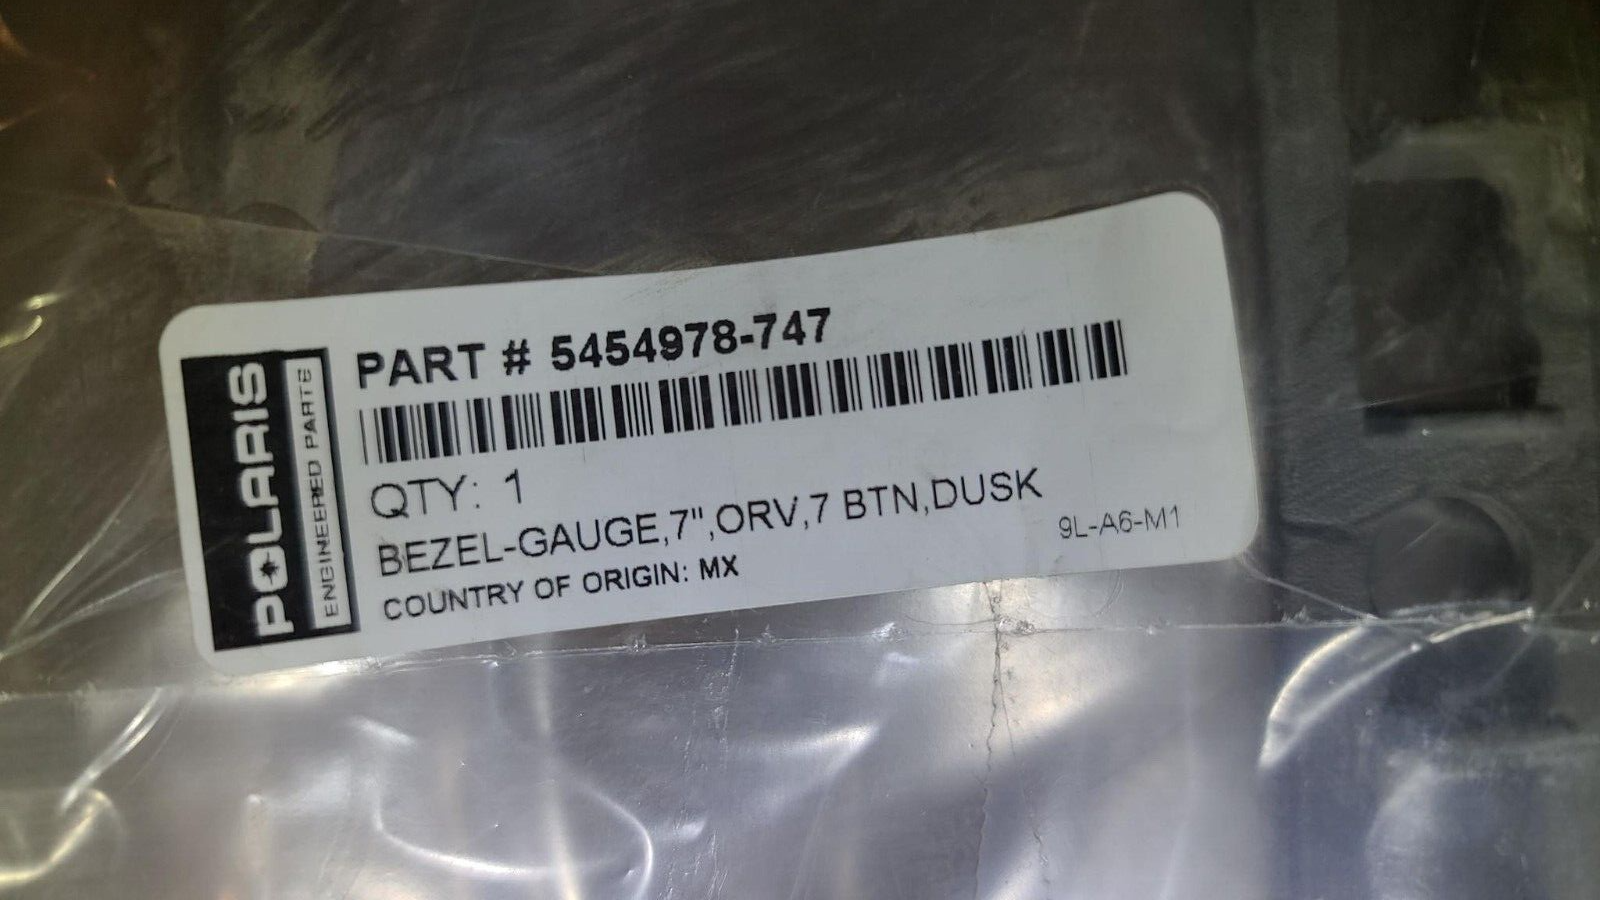 POLARIS
ENGINEERED PARTS
PART # 5454978-747
QTY: 1
BEZEL-GAUGE,7",ORV,7 BTN,DUSK
COUNTRY OF ORIGIN: MX
9L-A6-M1